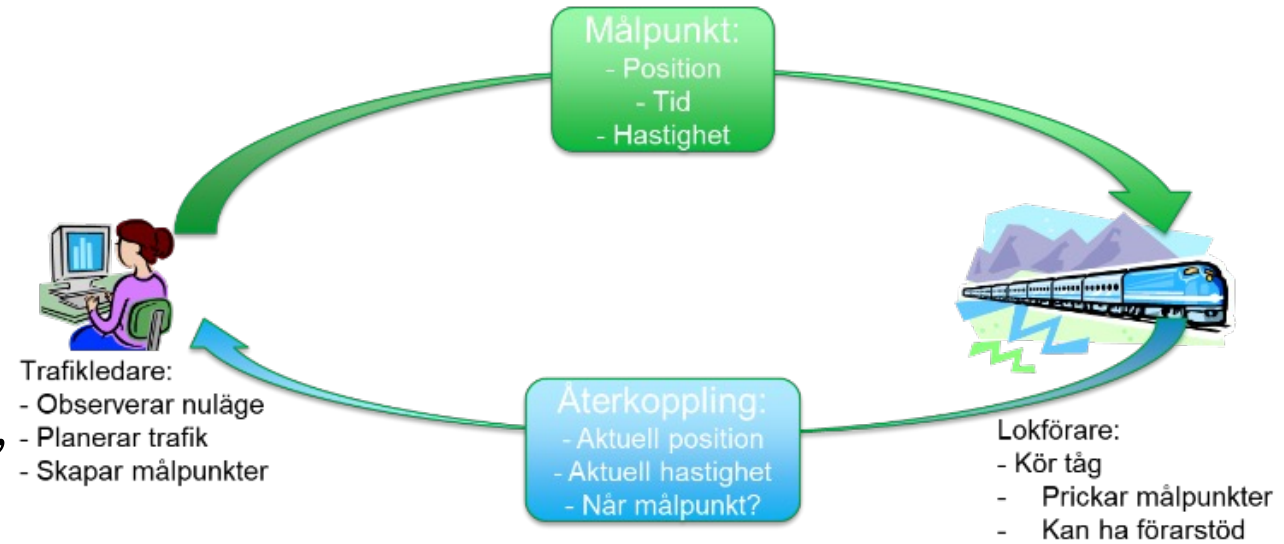 Målpunkt:
- Position
- Tid
- Hastighet
Trafikledare:
- Observerar nuläge
- Planerar trafik
- Skapar målpunkter
,
Återkoppling:
- Aktuell position
- Aktuell hastighet
- Når målpunkt?
Lokförare:
- Kör tåg
- Prickar målpunkter
- Kan ha förarstöd